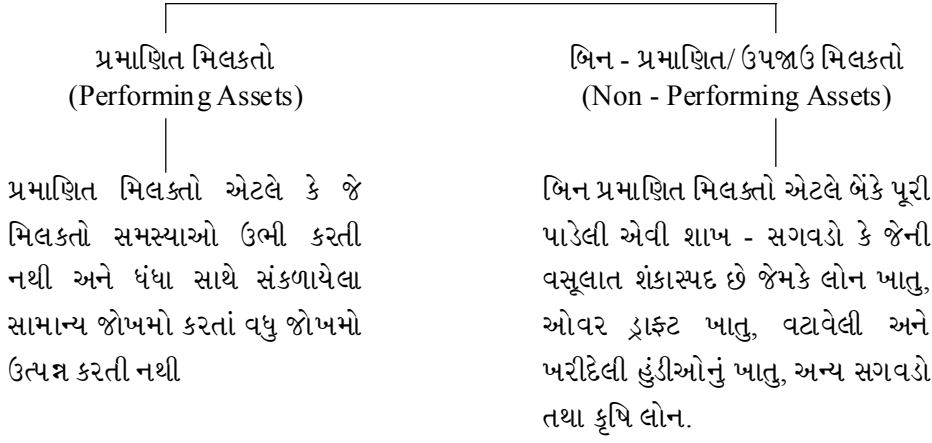 પ્રમાણિત મિલકતો
(Performing Assets)
પ્રમાણિત મિલક્તો એટલે કે જે
મિલકતો સમસ્યાઓ ઉભી કરતી
નથી અને ધંધા સાથે સંકળાયેલા
સામાન્ય જોખમો કરતાં વધુ જોખમો
ઉત્પન્ન કરતી નથી
બિન - પ્રમાણિત/ ઉપજાઉ મિલકતો
(Non - Performing Assets)
બિન પ્રમાણિત મિલક્તો એટલે બેંકે પૂરી
પાડેલી એવી શાખ - સગવડો કે જેની
વસૂલાત શંકાસ્પદ છે જેમકે લોન ખાતુ,
ઓવર ડ્રાફ્ટ ખાતુ, વટાવેલી અને
ખરીદેલી હુંડીઓનું ખાતુ, અન્ય સગવડો
તથા કૃષિ લોન.